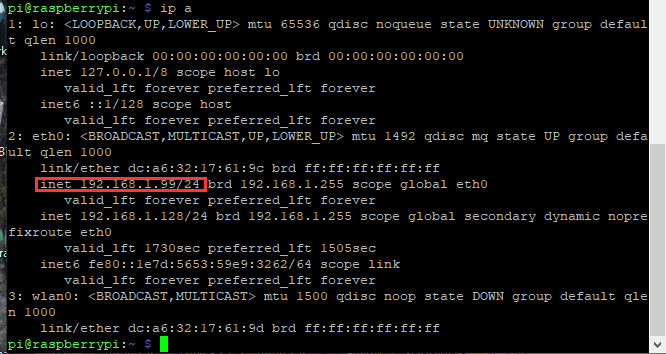 pi@raspberrypi:~ $ ip a
1: lo: <LOOPBACK,UP,LOWER_UP> mtu 65536 qdisc noqueue state UNKNOWN group defaul
t qlen 1000
    link/loopback 00:00:00:00:00:00 brd 00:00:00:00:00:00
    inet 127.0.0.1/8 scope host lo
       valid_lft forever preferred_lft forever
    inet6 ::1/128 scope host
       valid_lft forever preferred_lft forever
2: eth0: <BROADCAST,MULTICAST,UP,LOWER_UP> mtu 1492 qdisc mq state UP group defa
ult qlen 1000
    link/ether dc:a6:32:17:61:9c brd ff:ff:ff:ff:ff:ff
    inet 192.168.1.99/24 brd 192.168.1.255 scope global eth0
       valid_lft forever preferred_lft forever
    inet 192.168.1.128/24 brd 192.168.1.255 scope global secondary dynamic nopre
fixroute eth0
       valid_lft 1730sec preferred_lft 1505sec
    inet6 fe80::1e7d:5653:59e9:3262/64 scope link
       valid_lft forever preferred_lft forever
3: wlan0: <BROADCAST,MULTICAST> mtu 1500 qdisc noop state DOWN group default qle
n 1000
    link/ether dc:a6:32:17:61:9d brd ff:ff:ff:ff:ff:ff
pi@raspberrypi:~ $